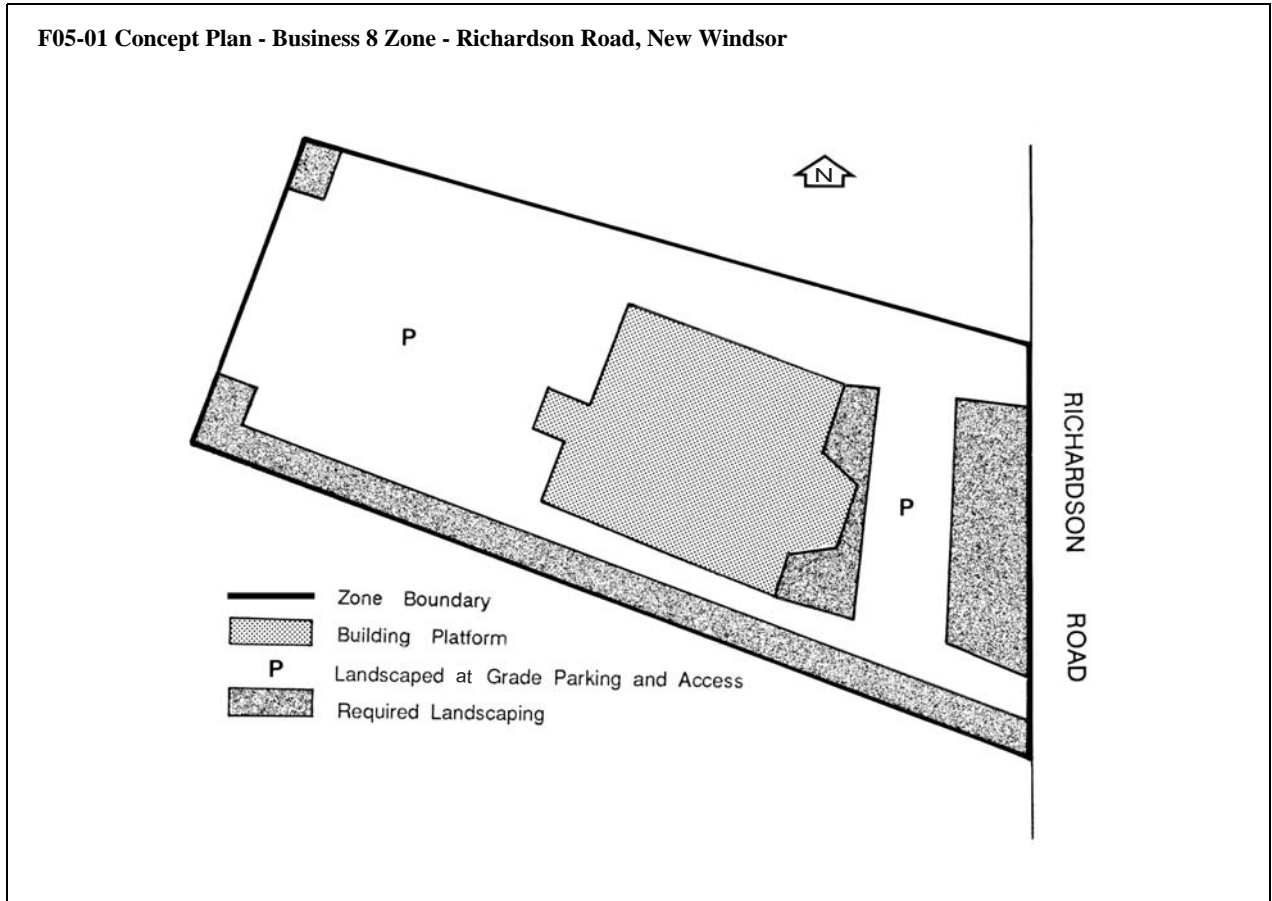 F05-01 Concept Plan - Business 8 Zone - Richardson Road, New Windsor
N
P
P
RICHARDSON ROAD
Zone Boundary
Building Platform
P Landscaped at Grade Parking and Access
Required Landscaping